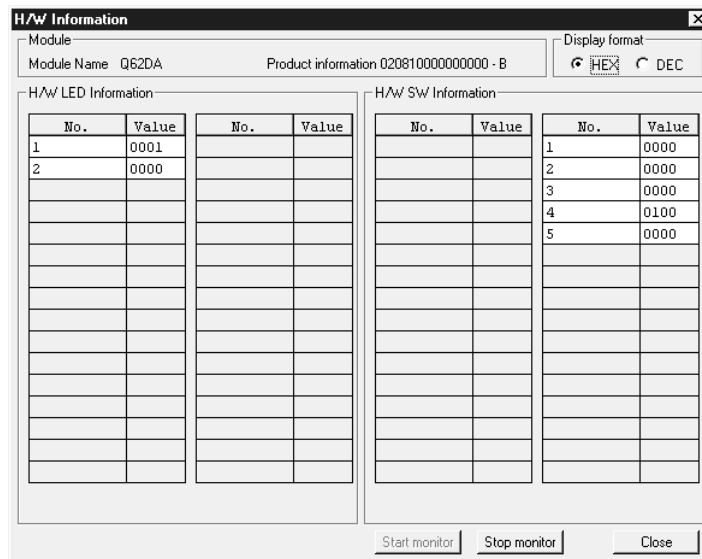 H/W Information
Module
Display format
Module Name Q62DA Product information 020810000000000 - B
HEX DEC
H/W LED Information
H/W SW Information
No. Value No. Value No. Value No. Value
1 0001 1 0000
2 0000 2 0000
3 0000
4 0100
5 0000
Start monitor Stop monitor Close